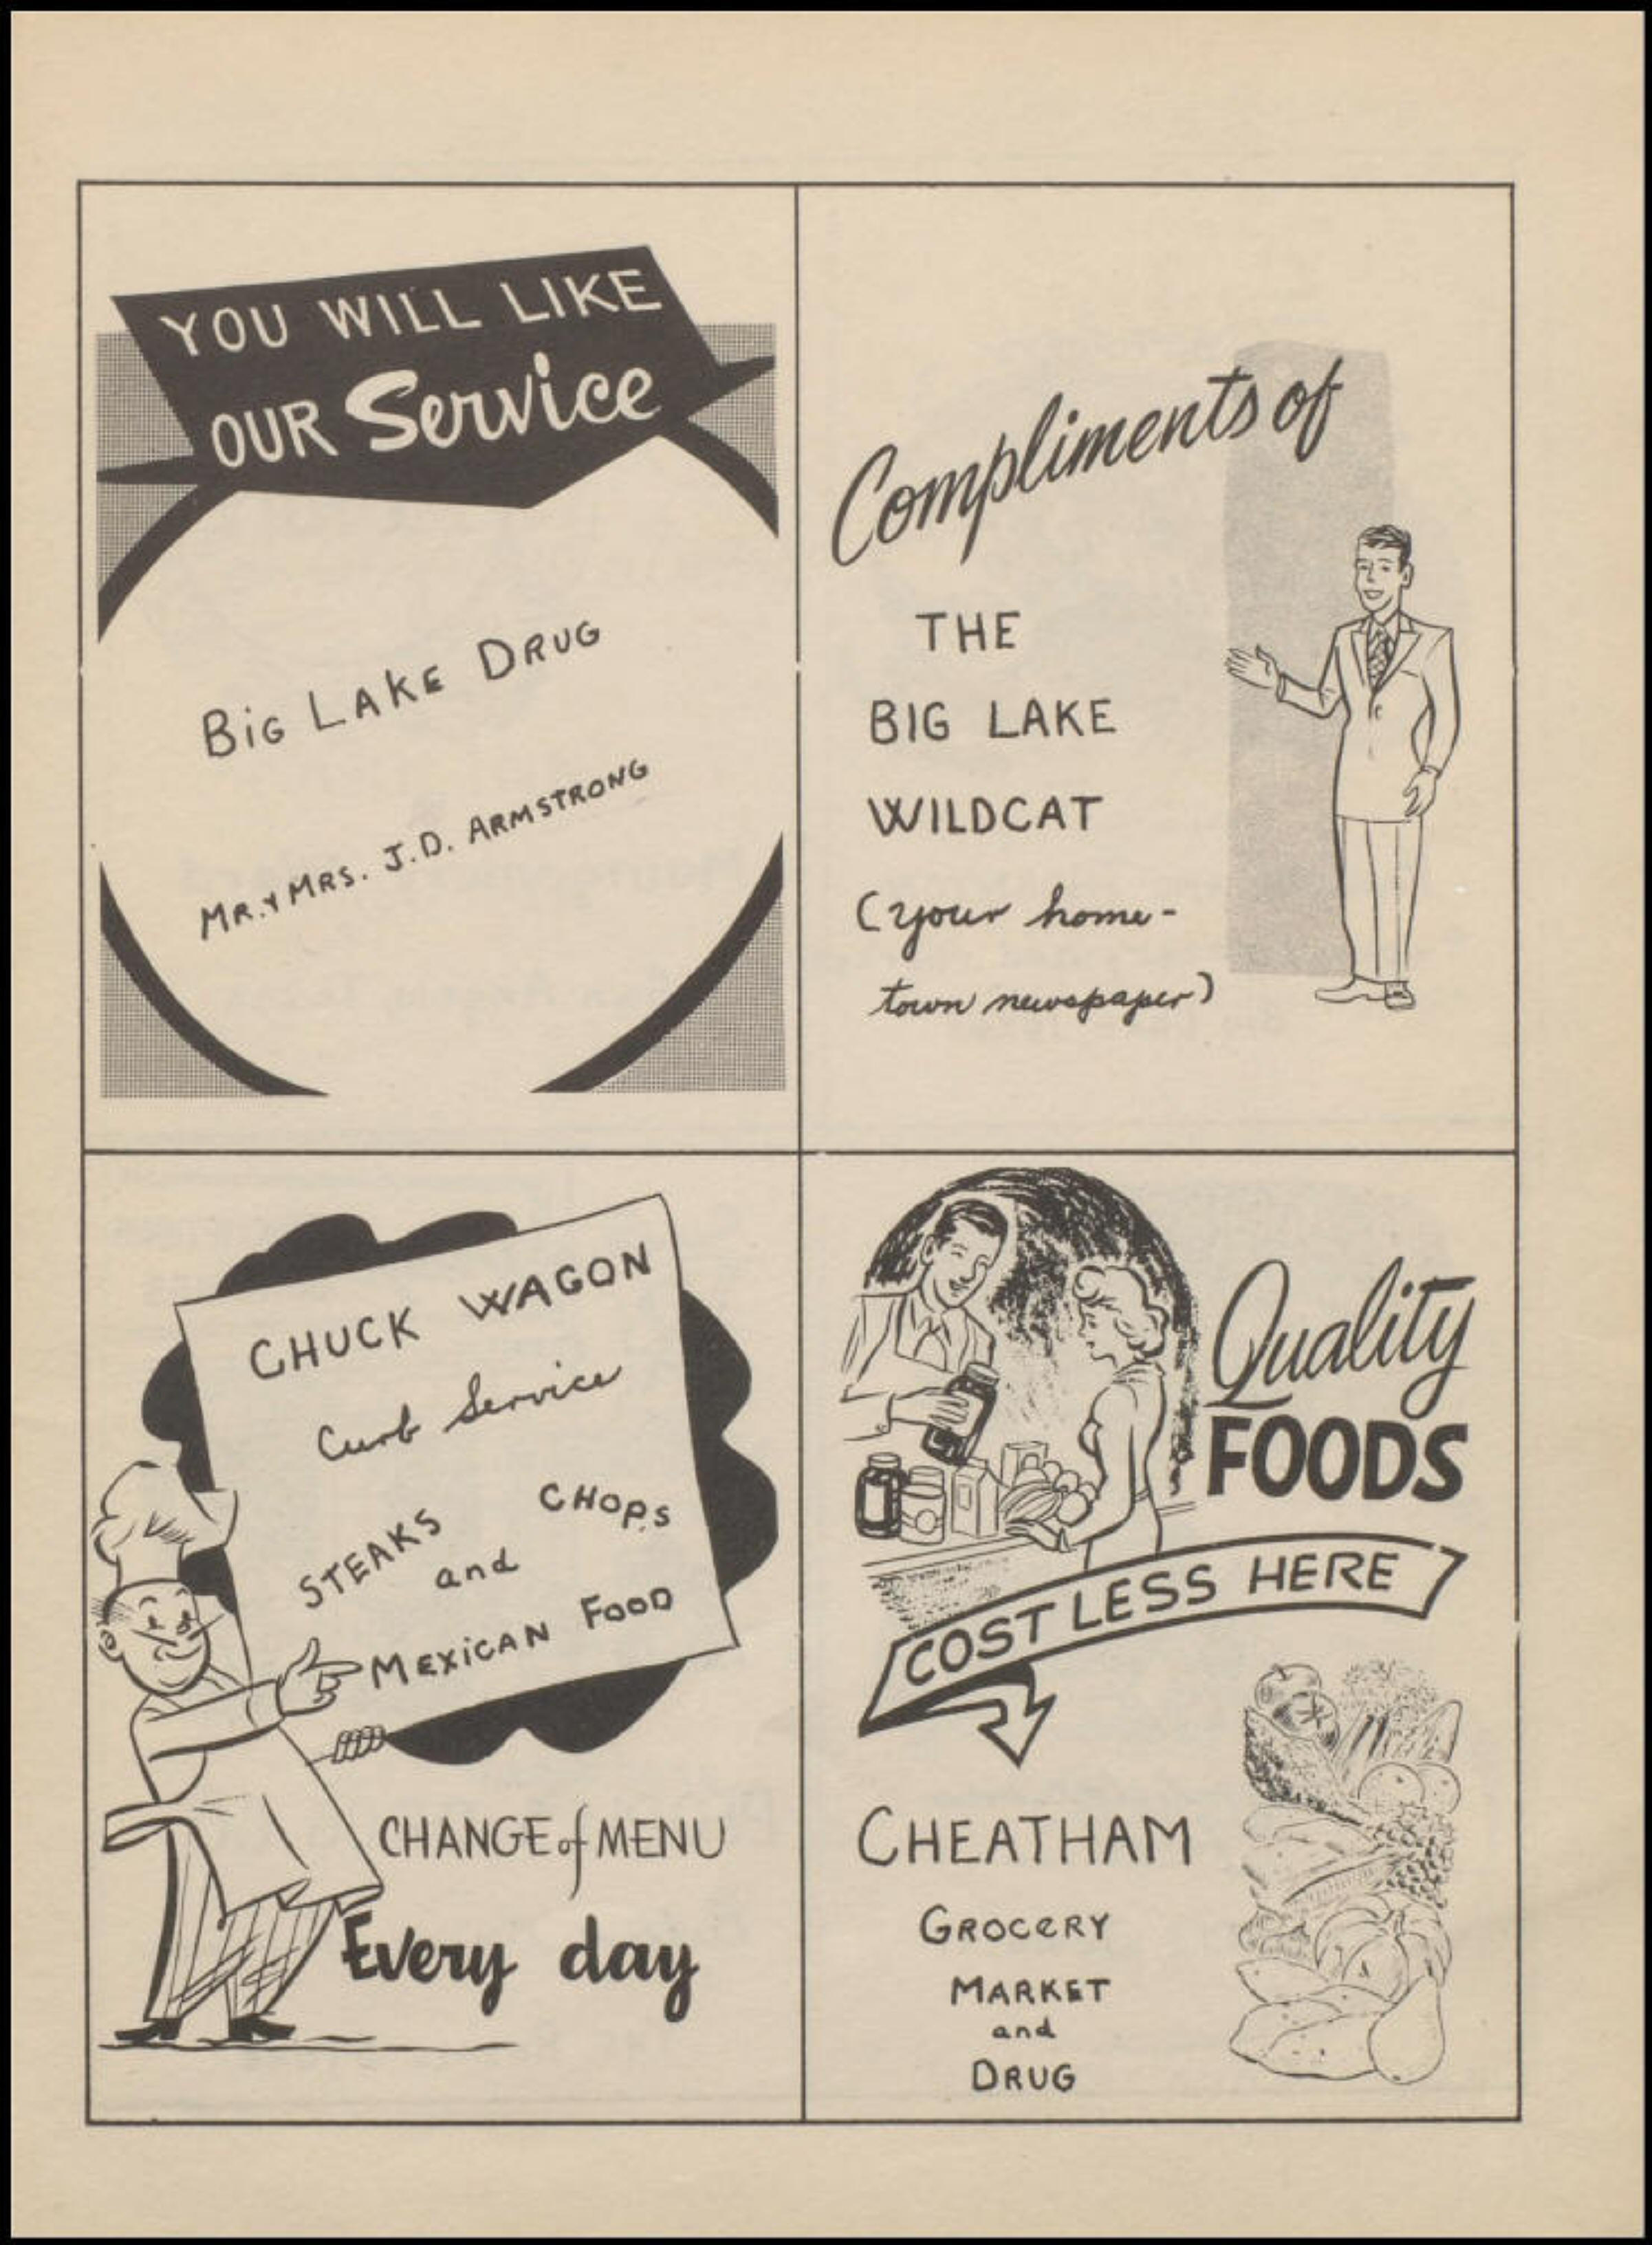 YOU WILL LIKE
OUR Service
BiG LAKE DRUG
MR. & MRS. J.D. ARMSTRONG
Compliments of
THE
BIG LAKE
WILDCAT
(your home-
town newspaper)
CHUCK WAGON
Curb Service
STEAKS and CHOPS
MEXiCAN FOOD
CHANGE of MENU
Every day
Quality
FOODS
COST LESS HERE
CHEATHAM
GROCeRY
MARKET
and
DRUG